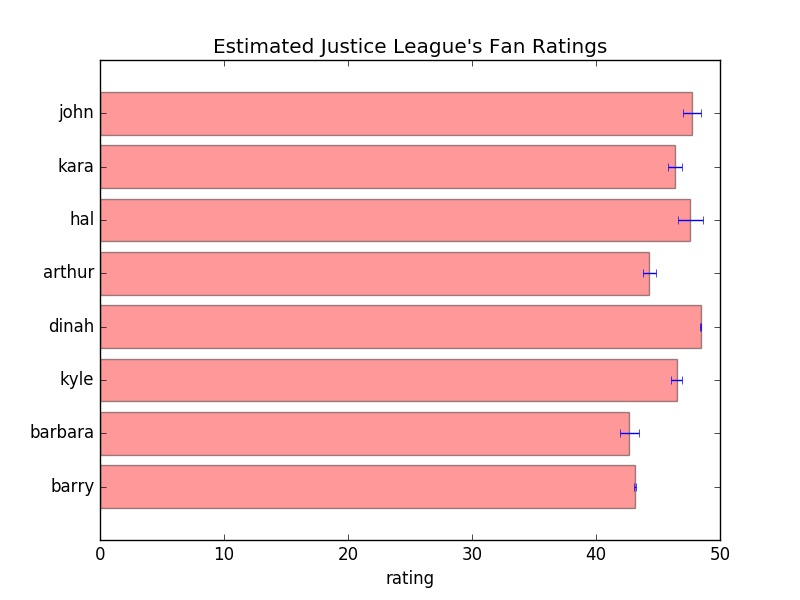 Estimated Justice League's Fan Ratings
john
kara
hal
arthur
dinah
kyle
barbara
barry
0 10 20 30 40 50
rating